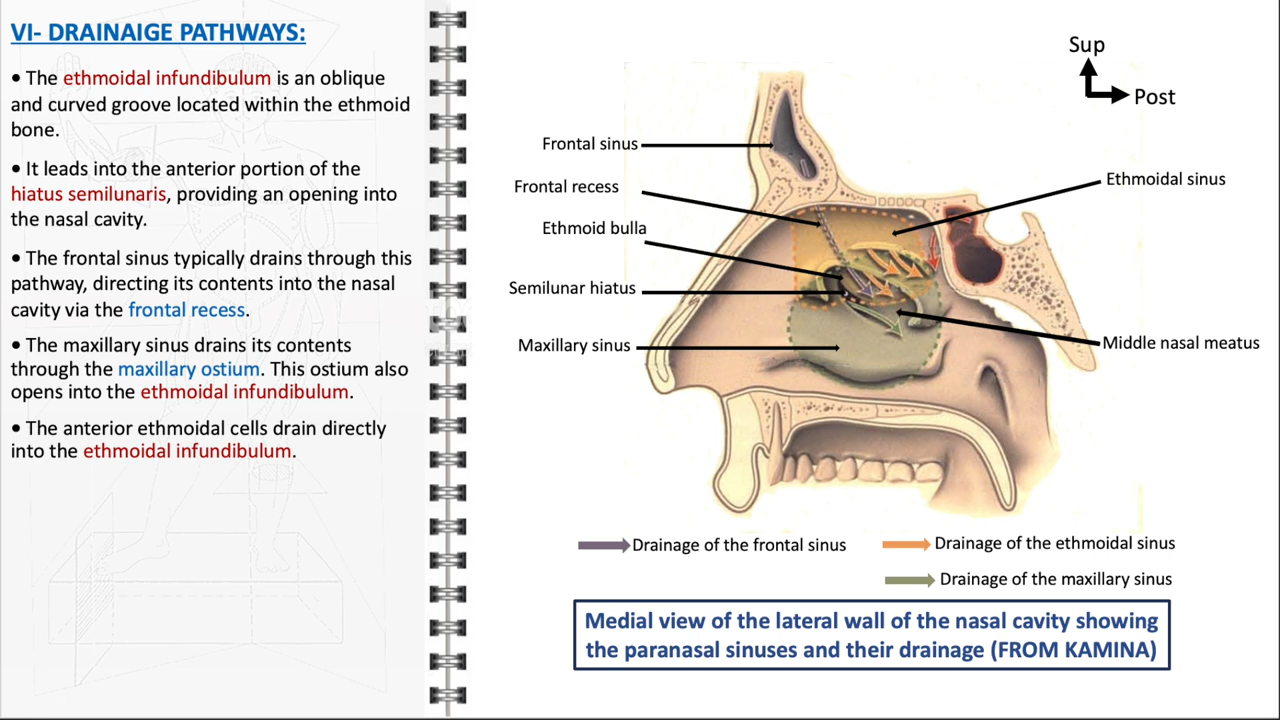 VI- DRAINAIGE PATHWAYS:
• The ethmoidal infundibulum is an oblique
and curved groove located within the ethmoid
bone.
• It leads into the anterior portion of the
hiatus semilunaris, providing an opening into
the nasal cavity.
• The frontal sinus typically drains through this
pathway, directing its contents into the nasal
cavity via the frontal recess.
• The maxillary sinus drains its contents
through the maxillary ostium. This ostium also
opens into the ethmoidal infundibulum.
• The anterior ethmoidal cells drain directly
into the ethmoidal infundibulum.
Sup
Post
Frontal sinus
Frontal recess
Ethmoid bulla
Semilunar hiatus
Maxillary sinus
Ethmoidal sinus
Middle nasal meatus
Drainage of the frontal sinus
Drainage of the ethmoidal sinus
Drainage of the maxillary sinus
Medial view of the lateral wall of the nasal cavity showing
the paranasal sinuses and their drainage (FROM KAMINA)